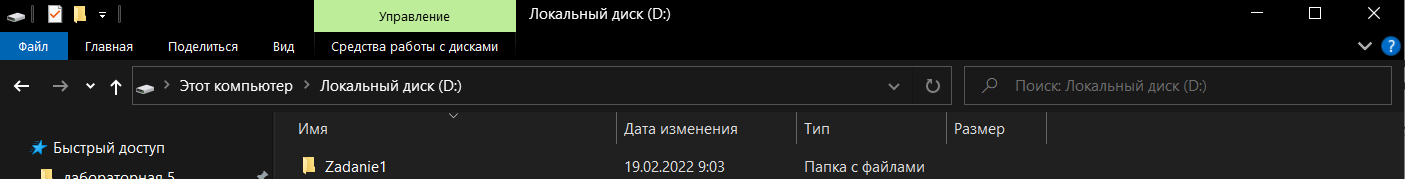 Управление
Локальный диск (D:)
Файл Главная Поделиться Вид Средства работы с дисками
Этот компьютер Локальный диск (D:) Поиск: Локальный диск (D:)
Имя Дата изменения Тип Размер
Быстрый доступ
Zadanie1 19.02.2022 9:03 Папка с файлами
лабораторная 5